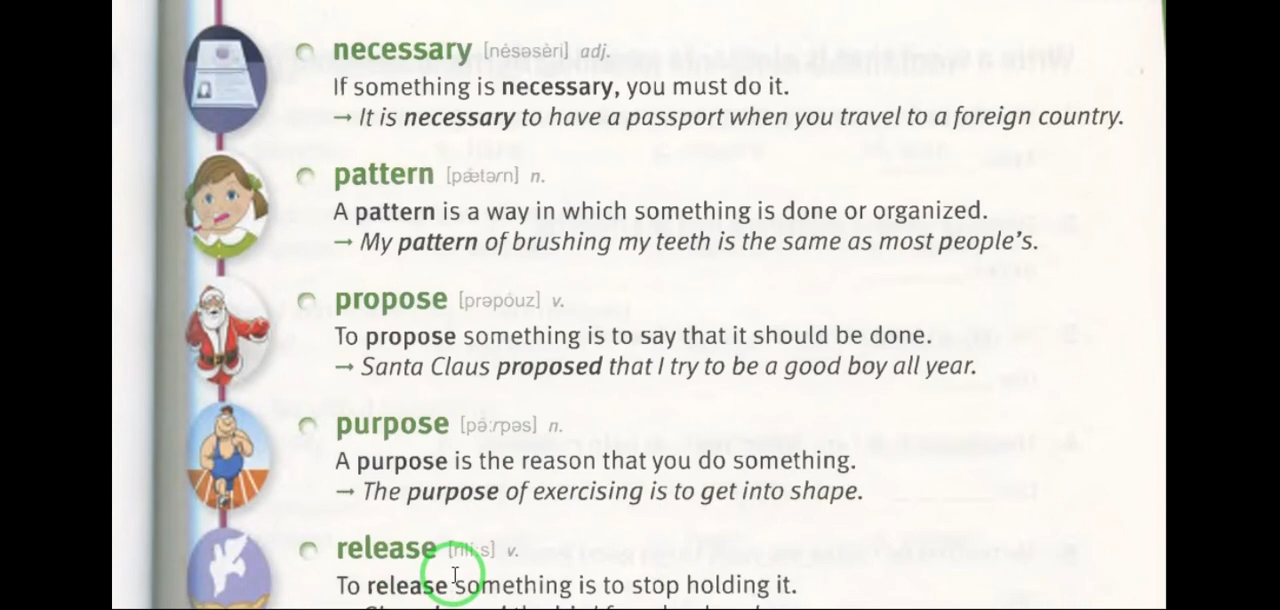 necessary [nésəsèri] adj.
If something is necessary, you must do it.
→ It is necessary to have a passport when you travel to a foreign country.
pattern [pǽtərn] n.
A pattern is a way in which something is done or organized.
→ My pattern of brushing my teeth is the same as most people's.
propose [prəpóuz] v.
To propose something is to say that it should be done.
→ Santa Claus proposed that I try to be a good boy all year.
purpose [pə́ːrpəs] n.
A purpose is the reason that you do something.
→ The purpose of exercising is to get into shape.
release v.
To release something is to stop holding it.